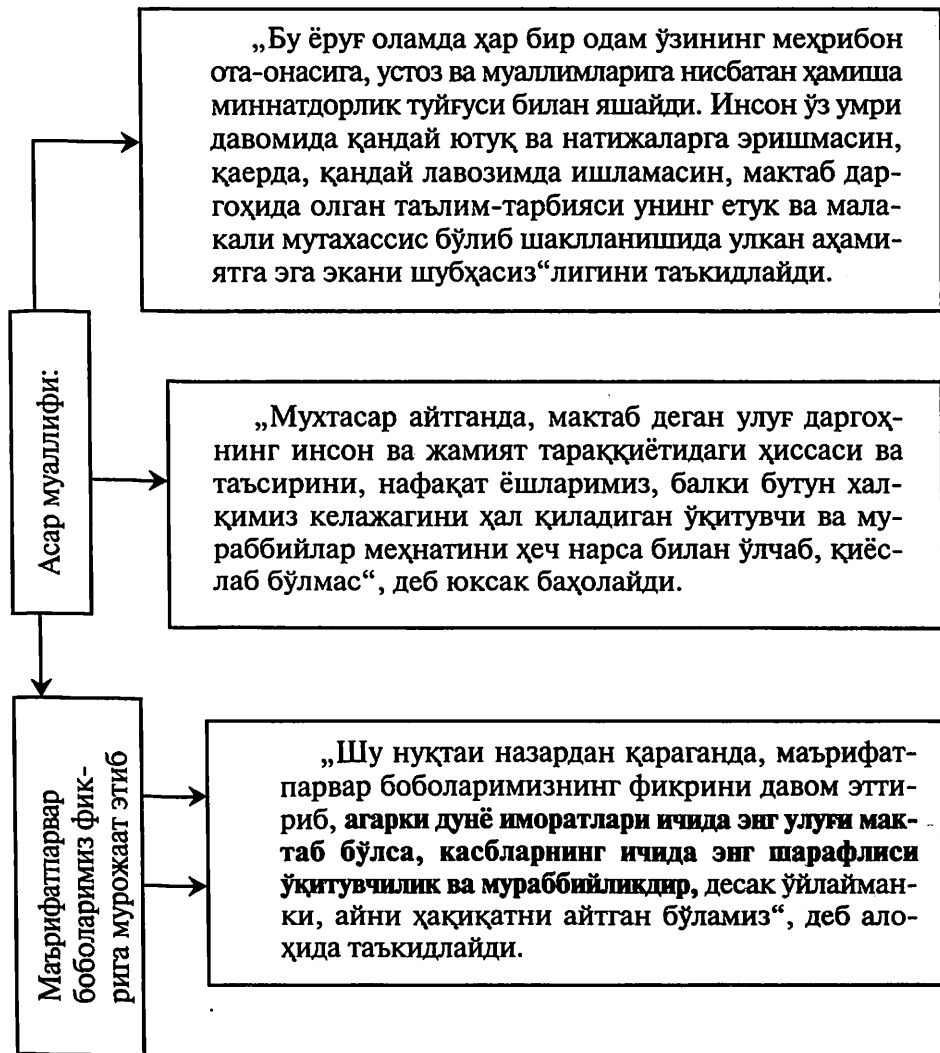 „Бу ёруғ оламда ҳар бир одам ўзининг меҳрибон
ота-онасига, устоз ва муаллимларига нисбатан ҳамиша
миннатдорлик туйғуси билан яшайди. Инсон ўз умри
давомида қандай ютуқ ва натижаларга эришмасин,
қаерда, қандай лавозимда ишламасин, мактаб дар-
гоҳида олган таълим-тарбияси унинг етук ва мала-
кали мутахассис бўлиб шаклланишида улкан аҳами-
ятга эга экани шубҳасиз“лигини таъкидлайди.
Асар муаллифи:
„Мухтасар айтганда, мактаб деган улуғ даргоҳ-
нинг инсон ва жамият тараққиётидаги ҳиссаси ва
таъсирини, нафақат ёшларимиз, балки бутун хал-
қимиз келажагини ҳал қиладиган ўқитувчи ва му-
раббийлар меҳнатини ҳеч нарса билан ўлчаб, қиёс-
лаб бўлмас“, деб юксак баҳолайди.
Маърифатпарвар
боболаримиз фик-
рига мурожаат этиб
„Шу нуқтаи назардан қараганда, маърифат-
парвар боболаримизнинг фикрини давом этти-
риб, агарки дунё иморатлари ичида энг улуғи мак-
таб бўлса, касбларнинг ичида энг шарафлиси
ўқитувчилик ва мураббийликдир, десак ўйлайман-
ки, айни ҳақиқатни айтган бўламиз“, деб ало-
ҳида таъкидлайди.